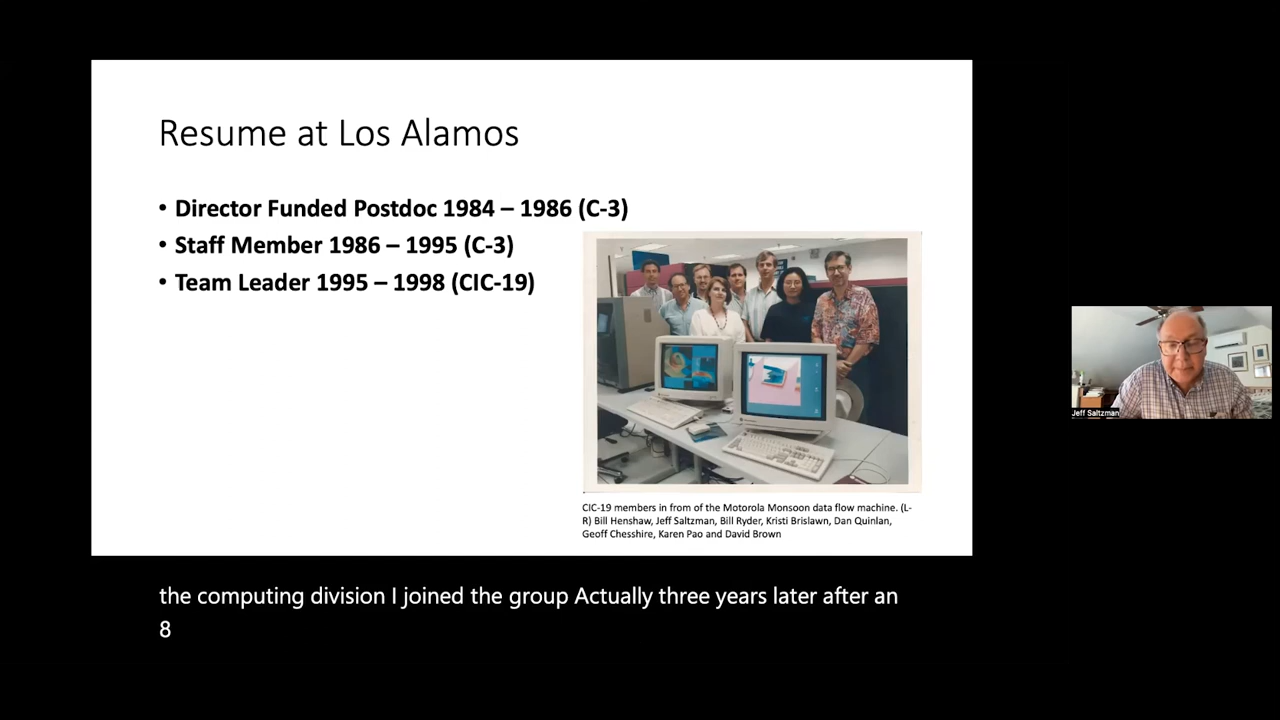 Resume at Los Alamos
• Director Funded Postdoc 1984 – 1986 (C-3)
• Staff Member 1986 – 1995 (C-3)
• Team Leader 1995 – 1998 (CIC-19)
CIC-19 members in from of the Motorola Monsoon data flow machine. (L-
R) Bill Henshaw, Jeff Saltzman, Bill Ryder, Kristi Brislawn, Dan Quinlan,
Geoff Chesshire, Karen Pao and David Brown
Jeff Saltzman
the computing division I joined the group Actually three years later after an
8